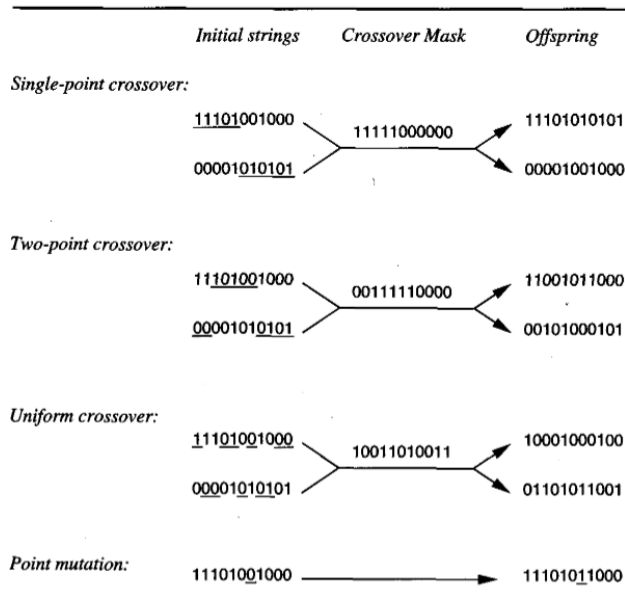 Initial strings Crossover Mask Offspring
Single-point crossover:
11101001000 11111000000 11101010101
00001010101 00001001000
Two-point crossover:
11101001000 00111110000 11001011000
00001010101 00101000101
Uniform crossover:
11101001000 10011010011 10001000100
00001010101 01101011001
Point mutation:
11101001000 11101011000